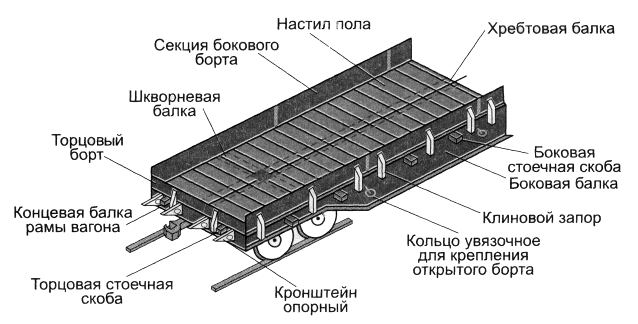 Настил пола
Хребтовая балка
Секция бокового
борта
Шкворневая
балка
Торцовый
борт
Боковая
стоечная скоба
Боковая балка
Концевая балка
рамы вагона
Клиновой запор
Кольцо увязочное
для крепления
открытого борта
Торцовая стоечная
скоба
Кронштейн
опорный